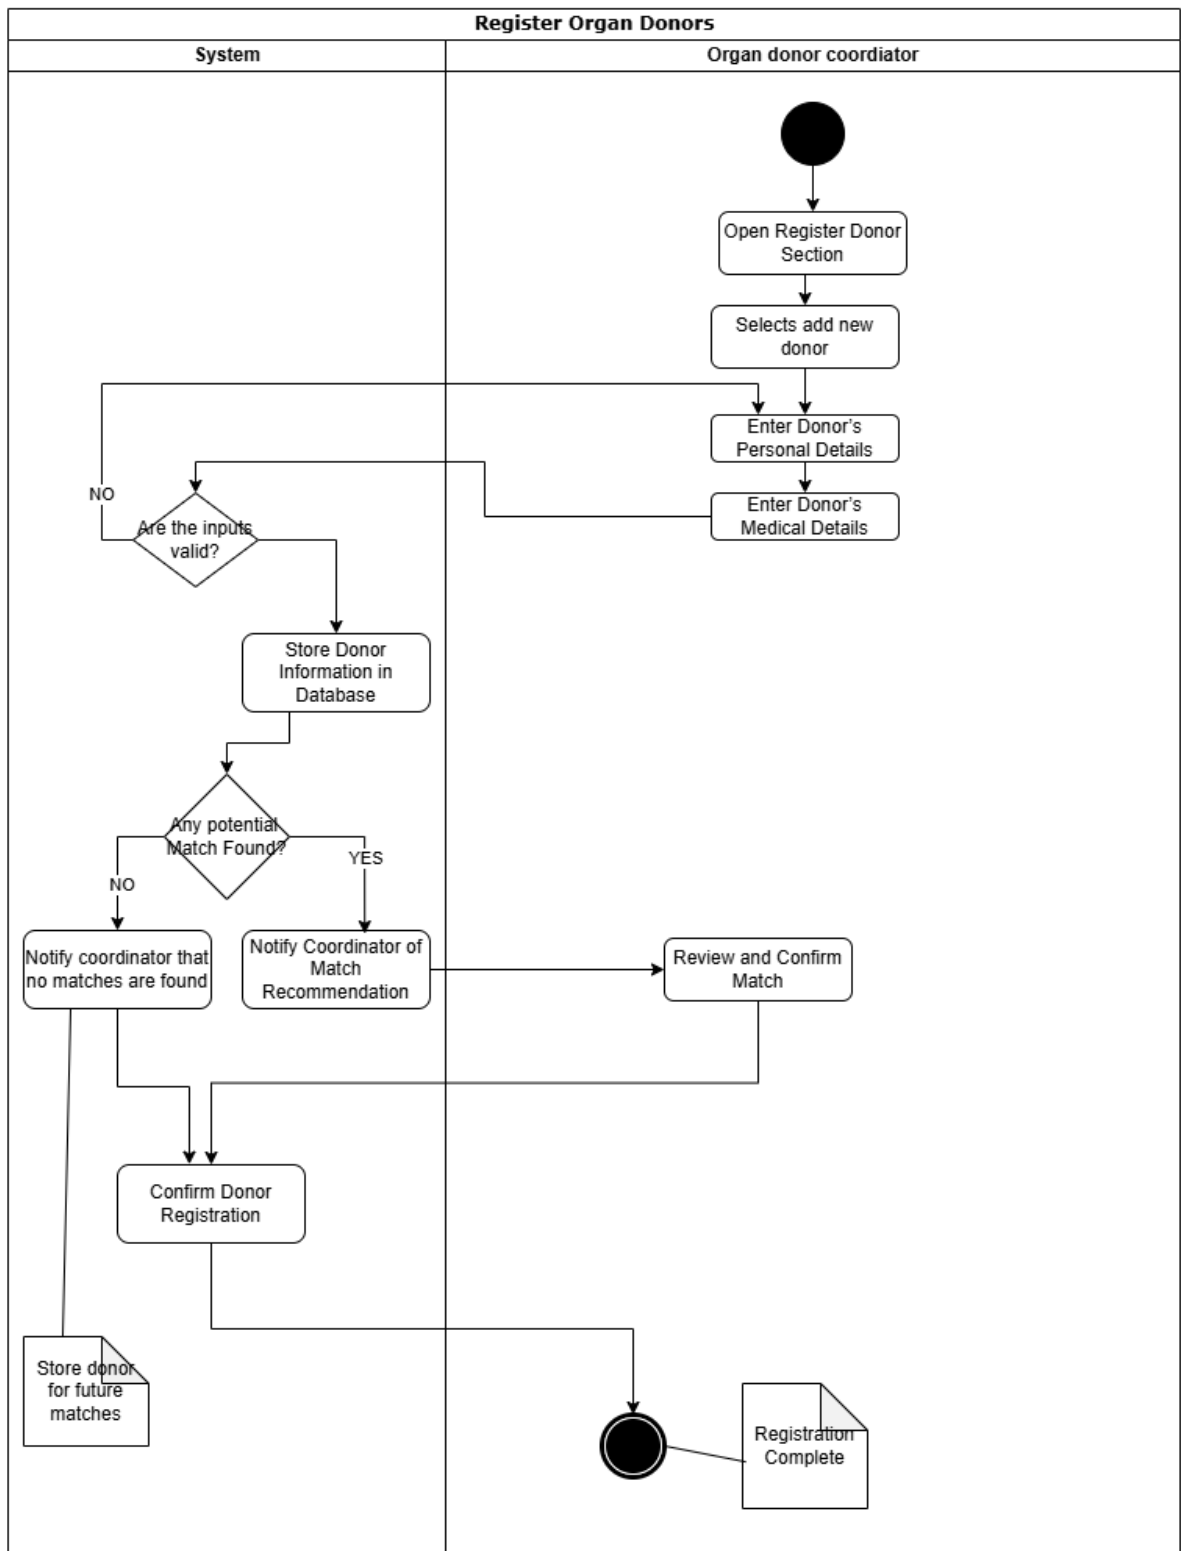 Register Organ Donors
System
Organ donor coordiator
Open Register Donor
Section
Selects add new
donor
Enter Donor's
Personal Details
Enter Donor's
Medical Details
NO
Are the inputs
valid?
Store Donor
Information in
Database
Any potential
Match Found?
YES
NO
Notify coordinator that
no matches are found
Notify Coordinator of
Match
Recommendation
Review and Confirm
Match
Confirm Donor
Registration
Store donor
for future
matches
Registration
Complete